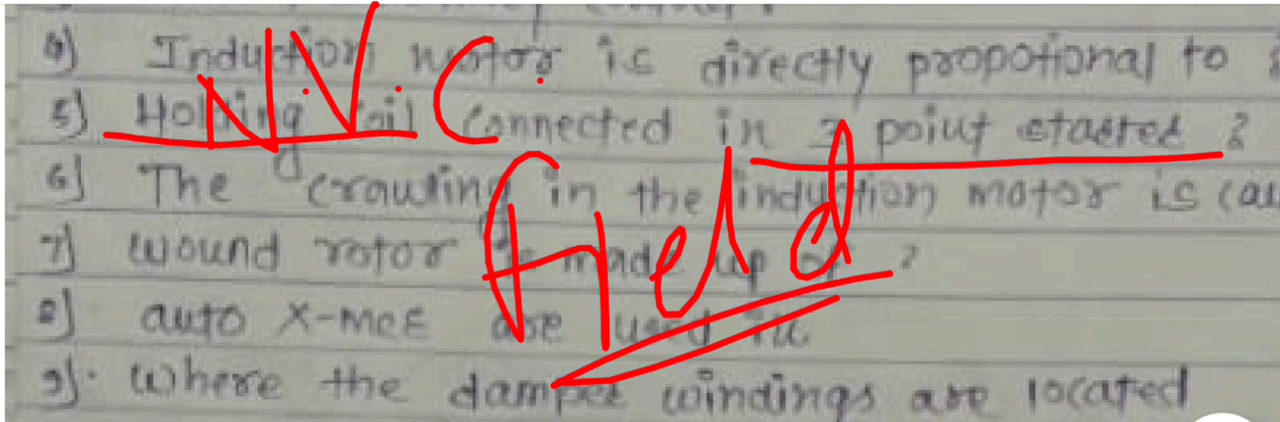 4) Induction motor is directly propotional to
5) Holding Coil Connected in 3 point starter ?
N.V.C.
6) The crawling in the induction motor is
field
7) wound rotor is made up of ?
8) auto x-mer are used in
9) where the damper windings are located